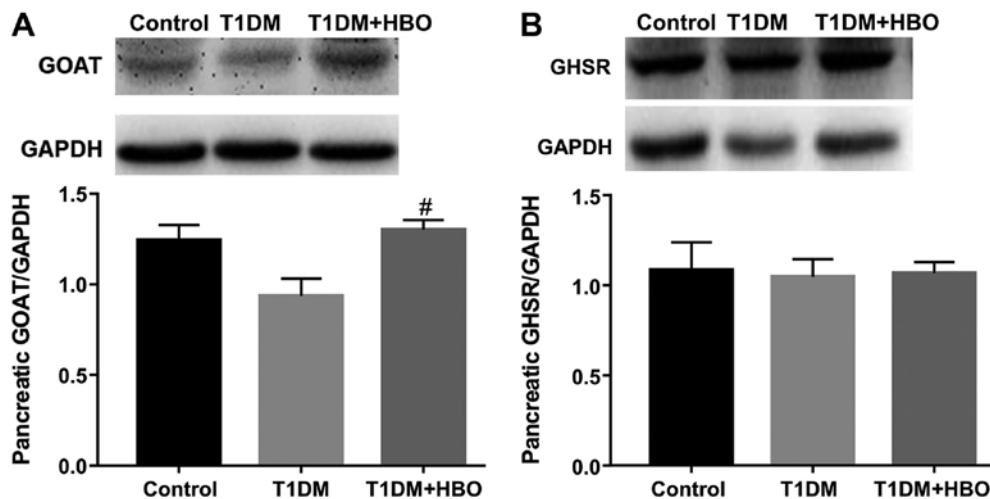 A
Control T1DM T1DM+HBO
GOAT
GAPDH
Pancreatic GOAT/GAPDH
1.5
1.0
0.5
0.0
#
Control T1DM T1DM+HBO
B
Control T1DM T1DM+HBO
GHSR
GAPDH
Pancreatic GHSR/GAPDH
1.5
1.0
0.5
0.0
Control T1DM T1DM+HBO